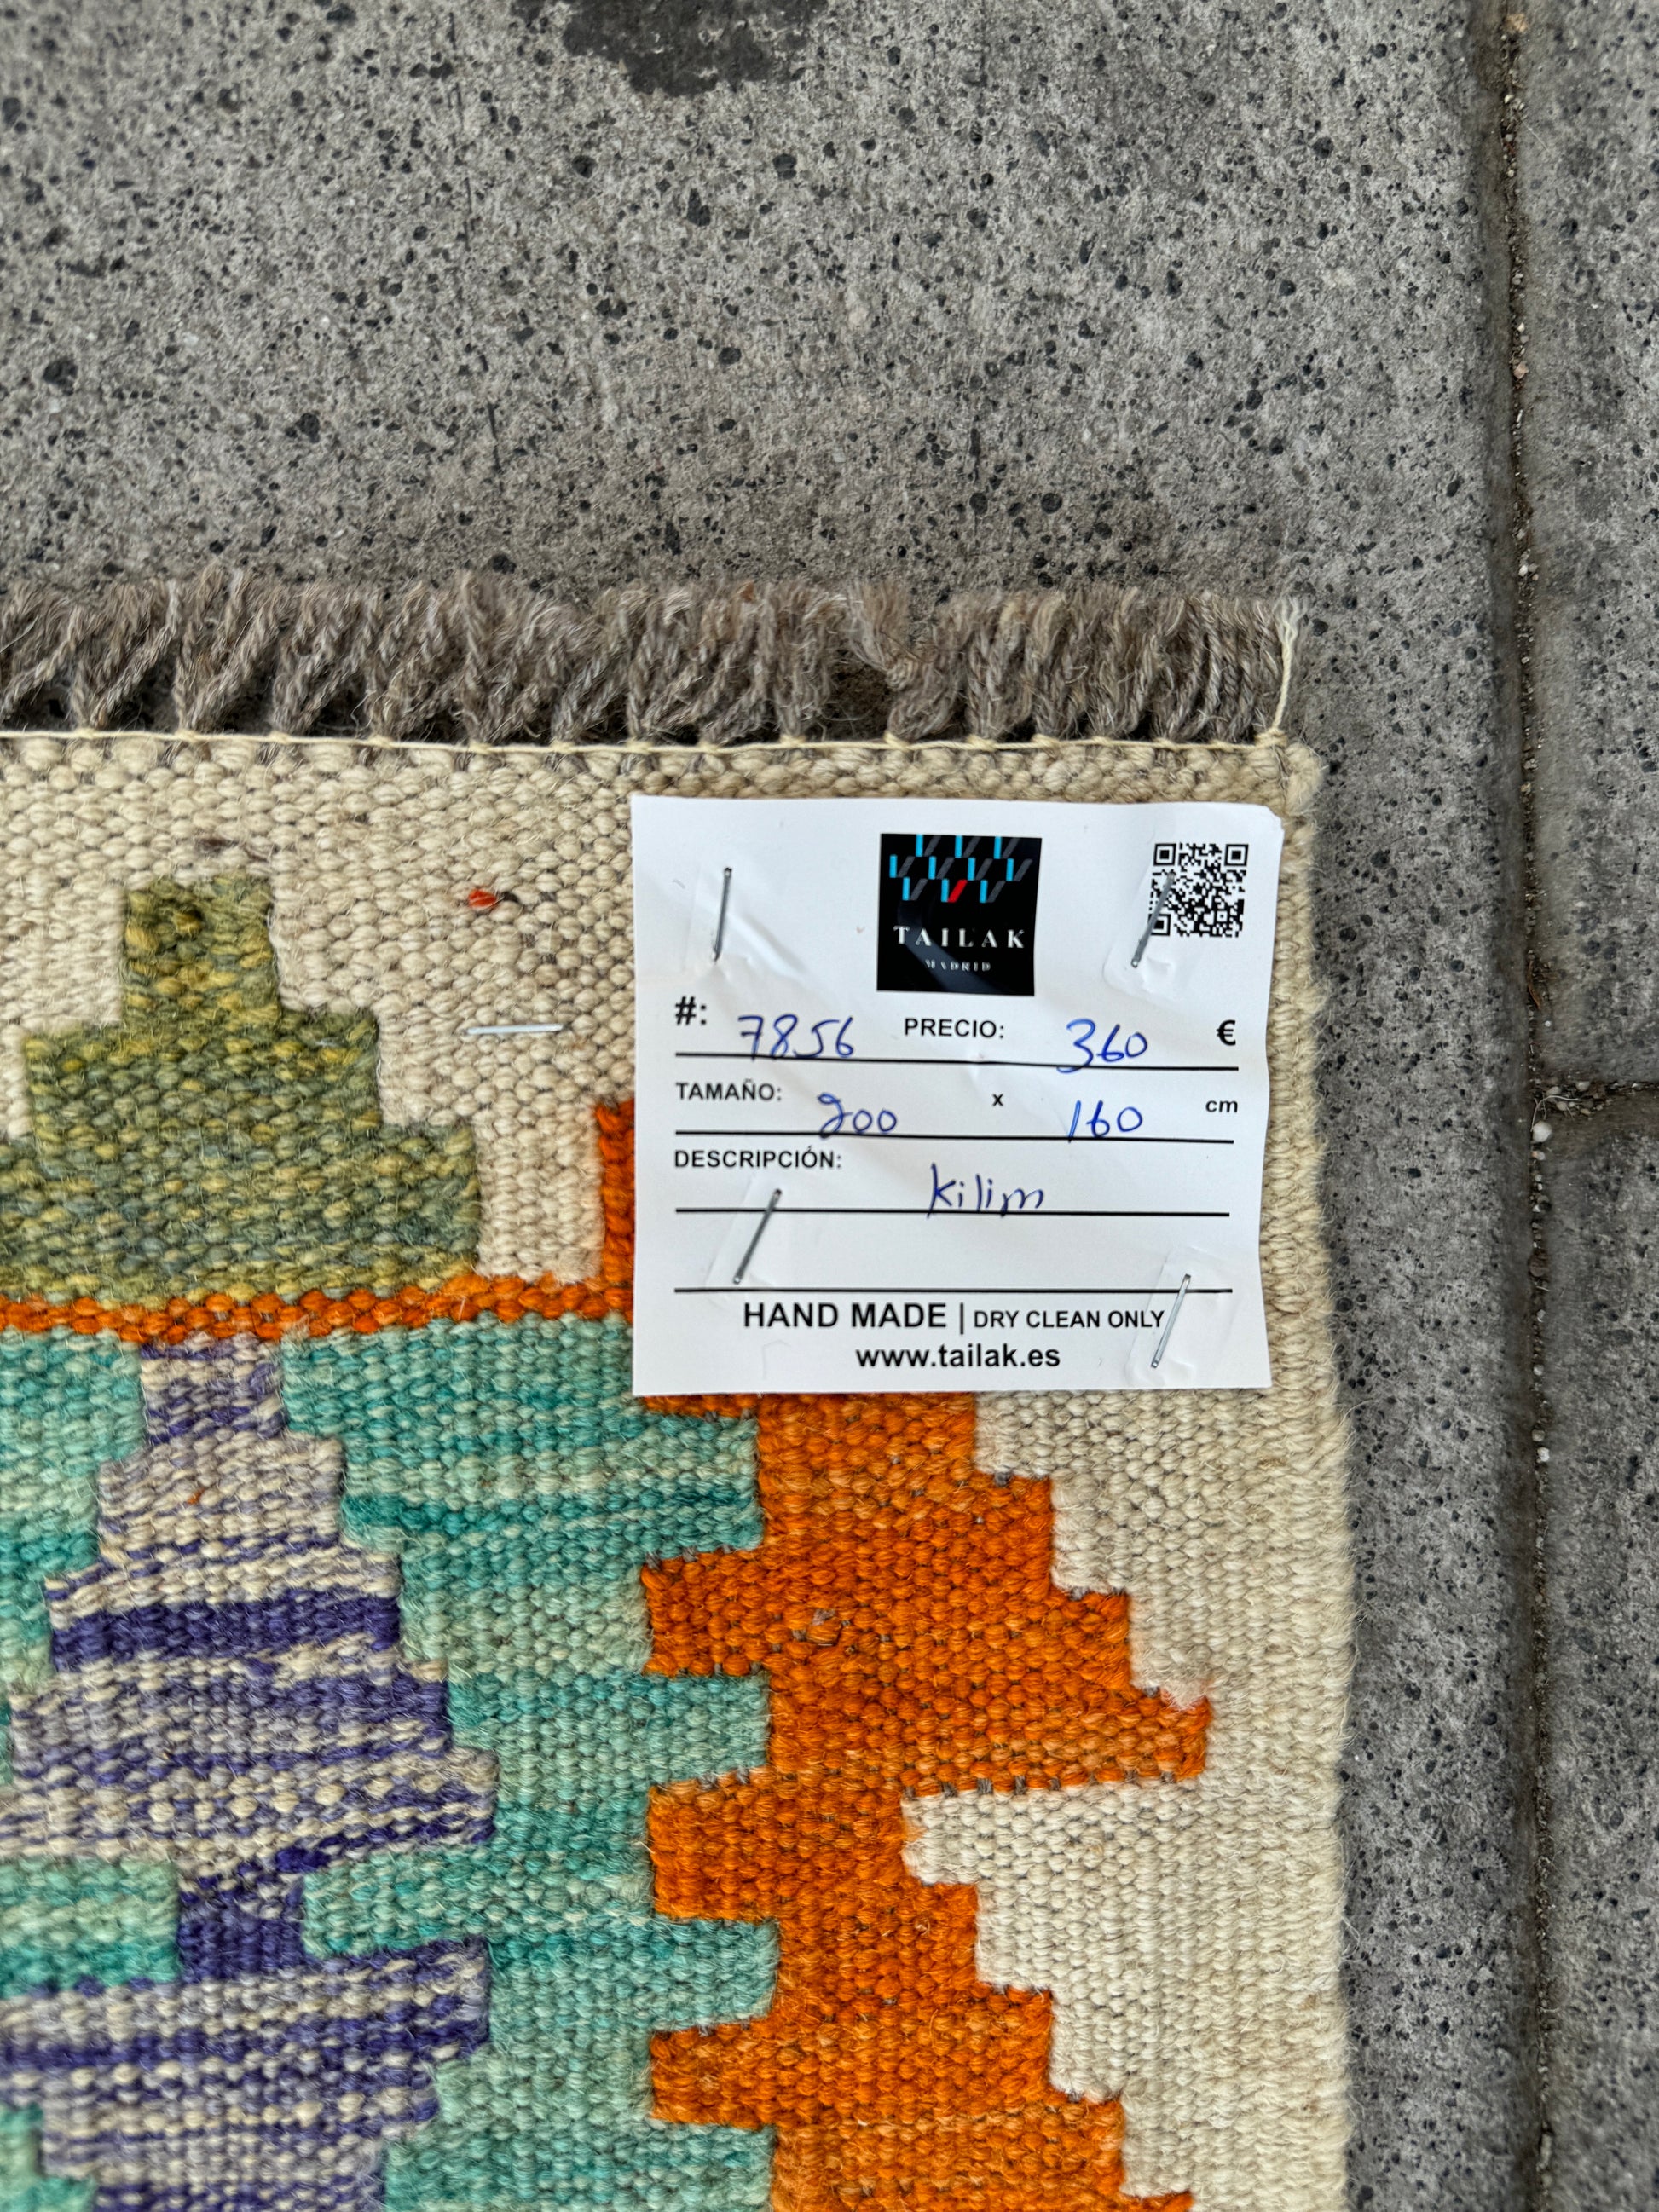 TAILAK
MADRID
#: 7856 PRECIO: 360 €
TAMAÑO: 200 x 160 cm
DESCRIPCIÓN: kilim
HAND MADE | DRY CLEAN ONLY
www.tailak.es